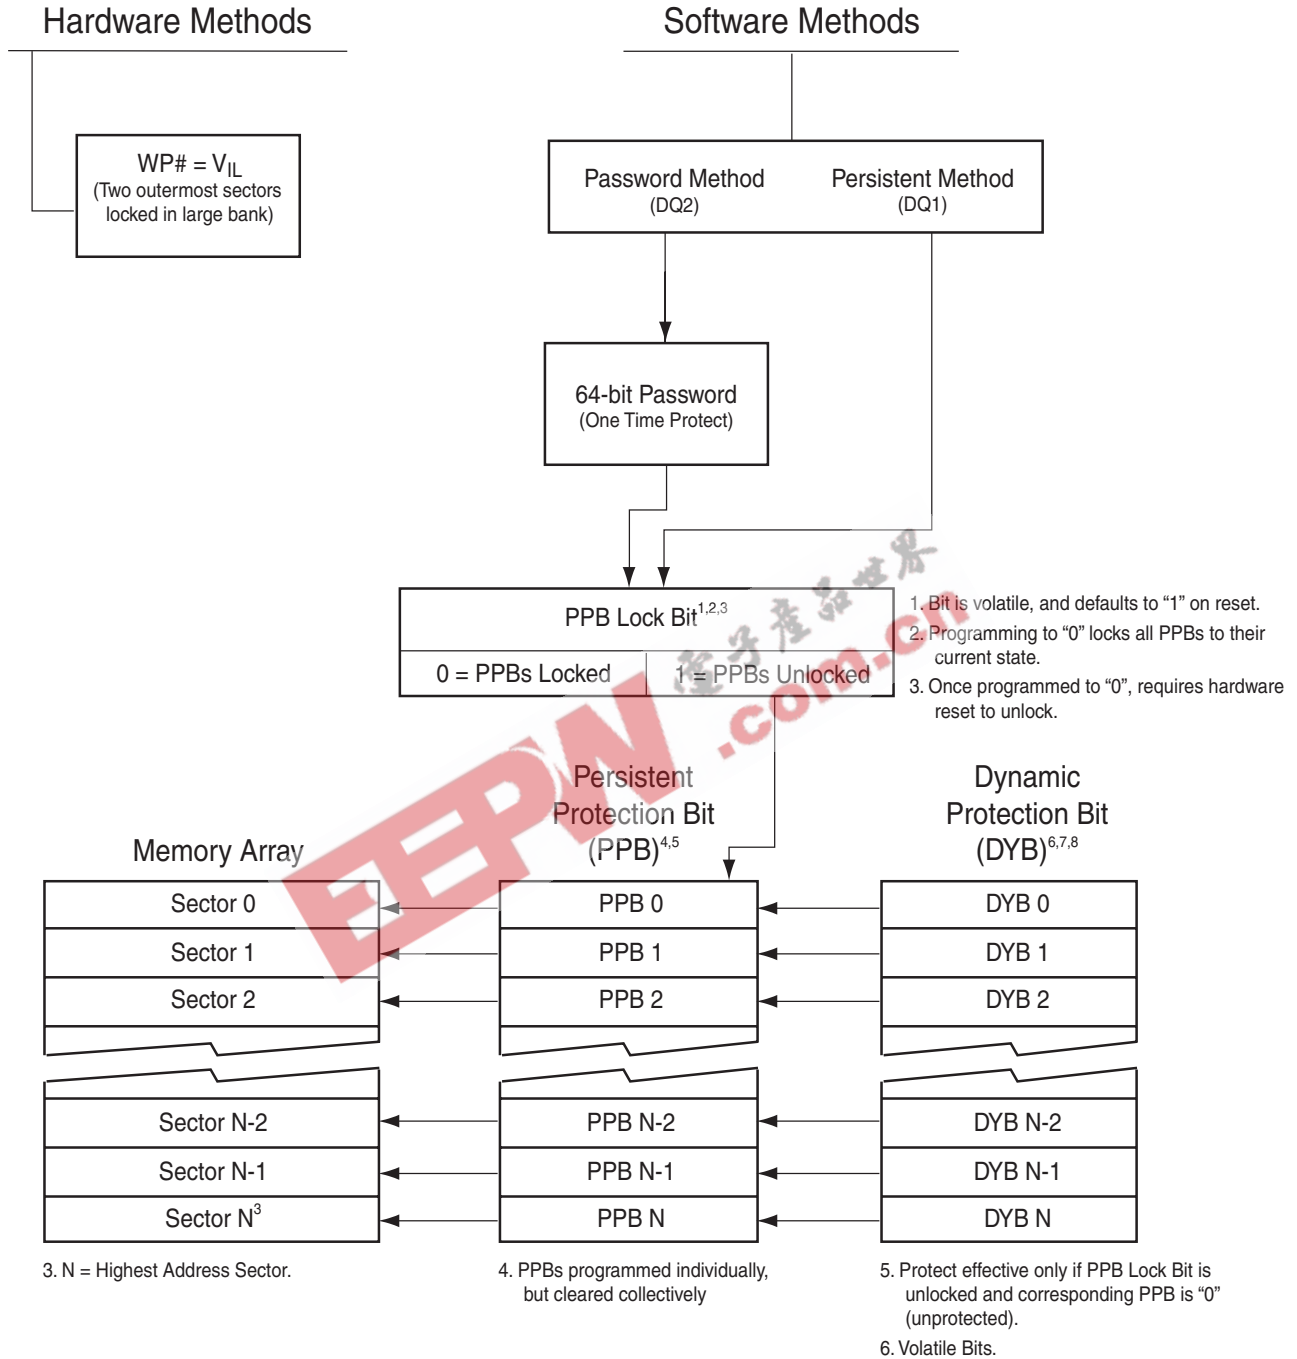 Hardware Methods
Software Methods
WP# = VIL
(Two outermost sectors
locked in large bank)
Password Method
(DQ2)
Persistent Method
(DQ1)
64-bit Password
(One Time Protect)
PPB Lock Bit1,2,3
0 = PPBs Locked
1 = PPBs Unlocked
1. Bit is volatile, and defaults to “1” on reset.
2. Programming to “0” locks all PPBs to their
current state.
3. Once programmed to “0”, requires hardware
reset to unlock.
電子產品世界
EEPW
.com.cn
Memory Array
Persistent
Protection Bit
(PPB)4,5
Dynamic
Protection Bit
(DYB)6,7,8
Sector 0
PPB 0
DYB 0
Sector 1
PPB 1
DYB 1
Sector 2
PPB 2
DYB 2
Sector N-2
PPB N-2
DYB N-2
Sector N-1
PPB N-1
DYB N-1
Sector N3
PPB N
DYB N
3. N = Highest Address Sector.
4. PPBs programmed individually,
but cleared collectively
5. Protect effective only if PPB Lock Bit is
unlocked and corresponding PPB is “0”
(unprotected).
6. Volatile Bits.